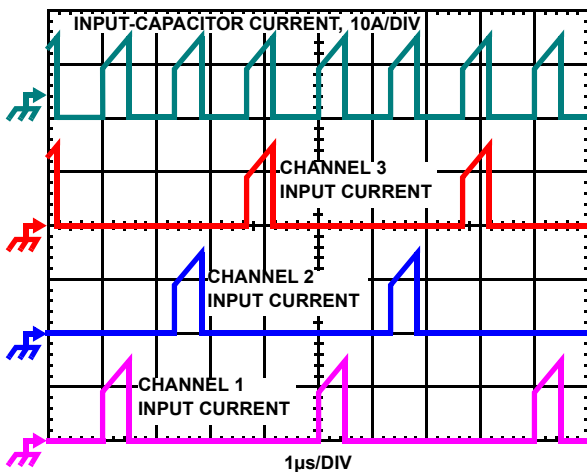 INPUT-CAPACITOR CURRENT, 10A/DIV
CHANNEL 3
INPUT CURRENT
CHANNEL 2
INPUT CURRENT
CHANNEL 1
INPUT CURRENT
1µs/DIV